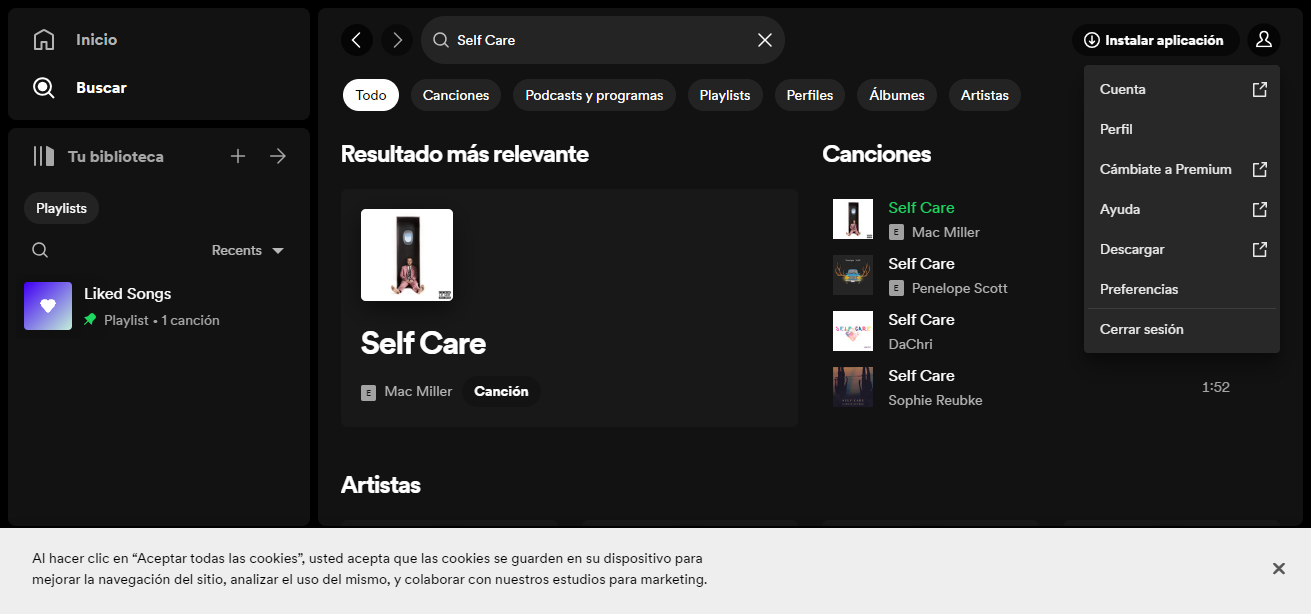 Inicio
Buscar
Tu biblioteca
Playlists
Recents
Liked Songs
Playlist • 1 canción
Self Care
Instalar aplicación
Todo
Canciones
Podcasts y programas
Playlists
Perfiles
Álbumes
Artistas
Resultado más relevante
Self Care
E Mac Miller
Canción
Canciones
Self Care
E Mac Miller
Self Care
E Penelope Scott
Self Care
DaChri
Self Care
Sophie Reubke
1:52
Cuenta
Perfil
Cámbiate a Premium
Ayuda
Descargar
Preferencias
Cerrar sesión
Artistas
Al hacer clic en “Aceptar todas las cookies”, usted acepta que las cookies se guarden en su dispositivo para
mejorar la navegación del sitio, analizar el uso del mismo, y colaborar con nuestros estudios para marketing.